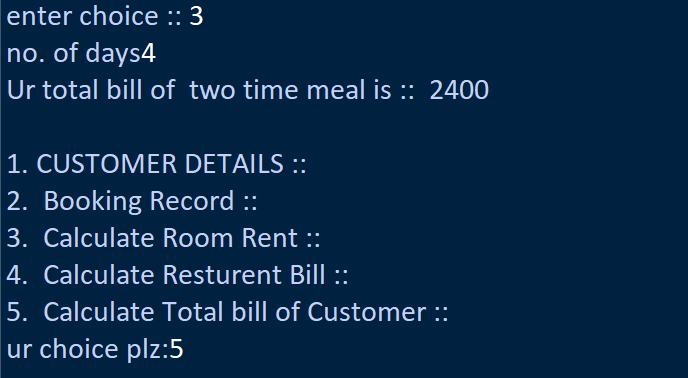 enter choice :: 3
no. of days4
Ur total bill of  two time meal is ::  2400
1. CUSTOMER DETAILS ::
2.  Booking Record ::
3.  Calculate Room Rent ::
4.  Calculate Resturent Bill ::
5.  Calculate Total bill of Customer ::
ur choice plz:5